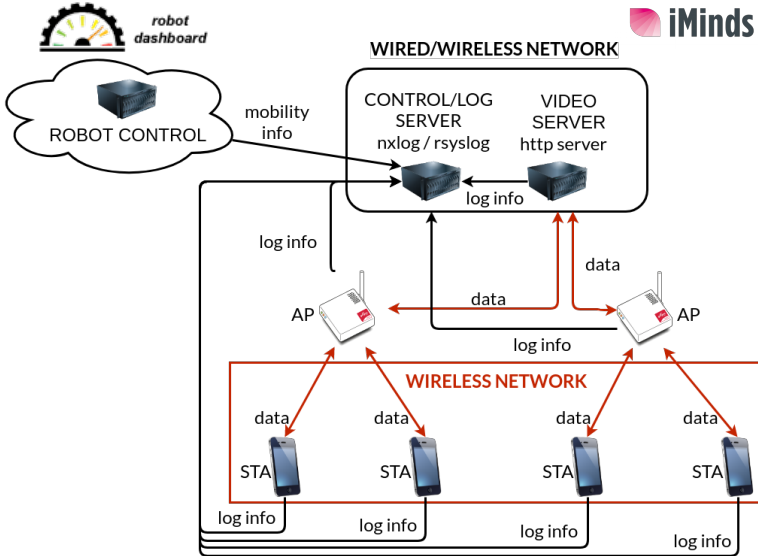 robot
dashboard
iMinds
WIRED/WIRELESS NETWORK
ROBOT CONTROL
mobility
info
CONTROL/LOG
SERVER
nxlog / rsyslog
VIDEO
SERVER
http server
log info
log info
data
data
AP
AP
log info
WIRELESS NETWORK
data
data
data
data
STA
STA
STA
STA
log info
log info
log info
log info